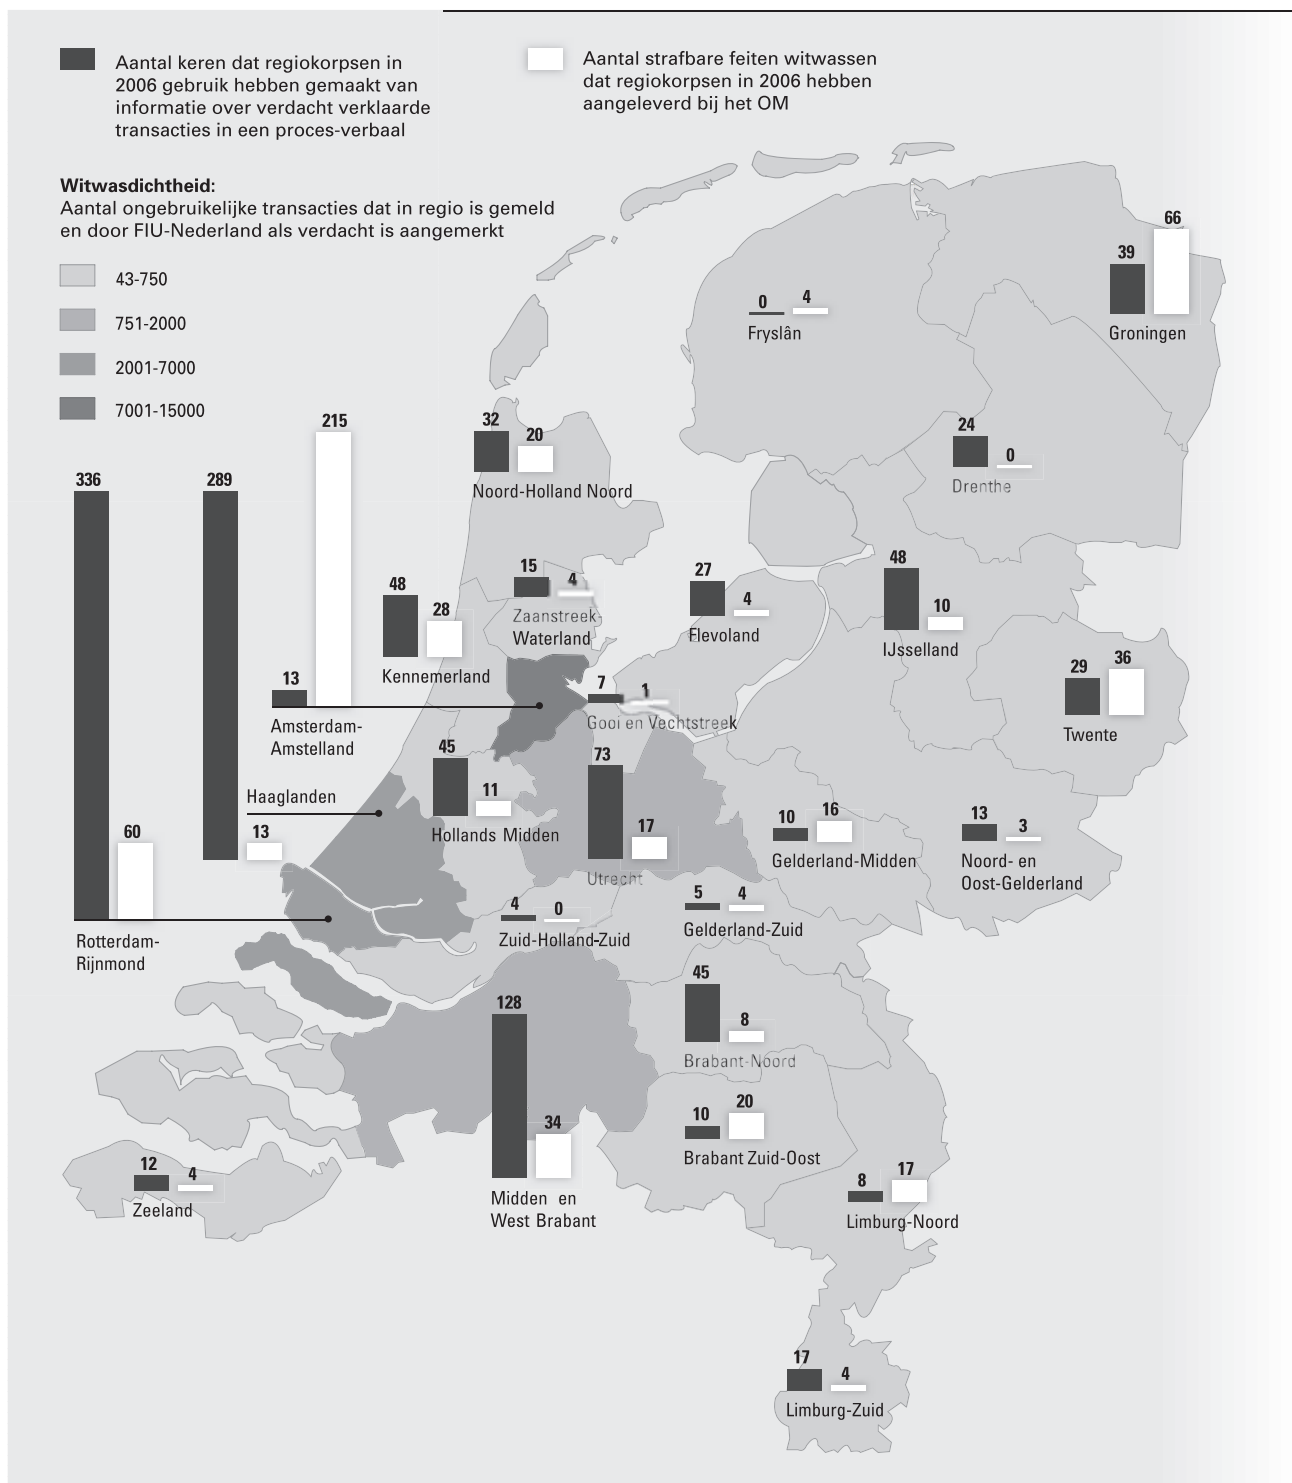 Aantal keren dat regiokorpsen in
2006 gebruik hebben gemaakt van
informatie over verdacht verklaarde
transacties in een proces-verbaal
Aantal strafbare feiten witwassen
dat regiokorpsen in 2006 hebben
aangeleverd bij het OM
Witwasdichtheid:
Aantal ongebruikelijke transacties dat in regio is gemeld
en door FIU-Nederland als verdacht is aangemerkt
43-750
751-2000
2001-7000
7001-15000
39 66
Groningen
0 4
Fryslân
24 0
Drenthe
32 20
Noord-Holland Noord
336 60
Rotterdam-
Rijnmond
289 13
Haaglanden
13 215
Amsterdam-
Amstelland
48 28
Kennemerland
15 4
Zaanstreek-
Waterland
27 4
Flevoland
48 10
IJsselland
29 36
Twente
7 1
Gooi en Vechtstreek
45 11
Hollands Midden
73 17
Utrecht
10 16
Gelderland-Midden
13 3
Noord- en
Oost-Gelderland
4 0
Zuid-Holland-Zuid
5 4
Gelderland-Zuid
128 34
Midden en
West Brabant
45 8
Brabant-Noord
10 20
Brabant Zuid-Oost
12 4
Zeeland
8 17
Limburg-Noord
17 4
Limburg-Zuid